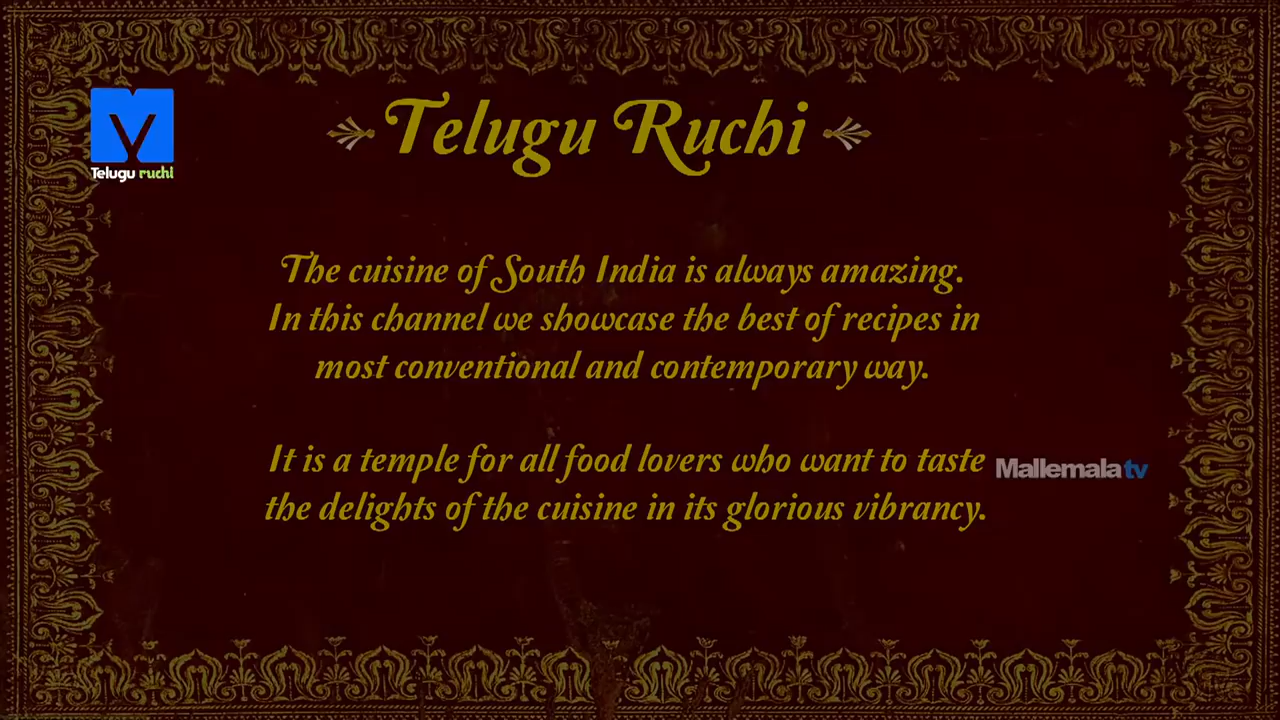 Telugu Ruchi
Telugu ruchi
The cuisine of South India is always amazing.
In this channel we showcase the best of recipes in
most conventional and contemporary way.
It is a temple for all food lovers who want to taste
the delights of the cuisine in its glorious vibrancy.
Mallemala tv